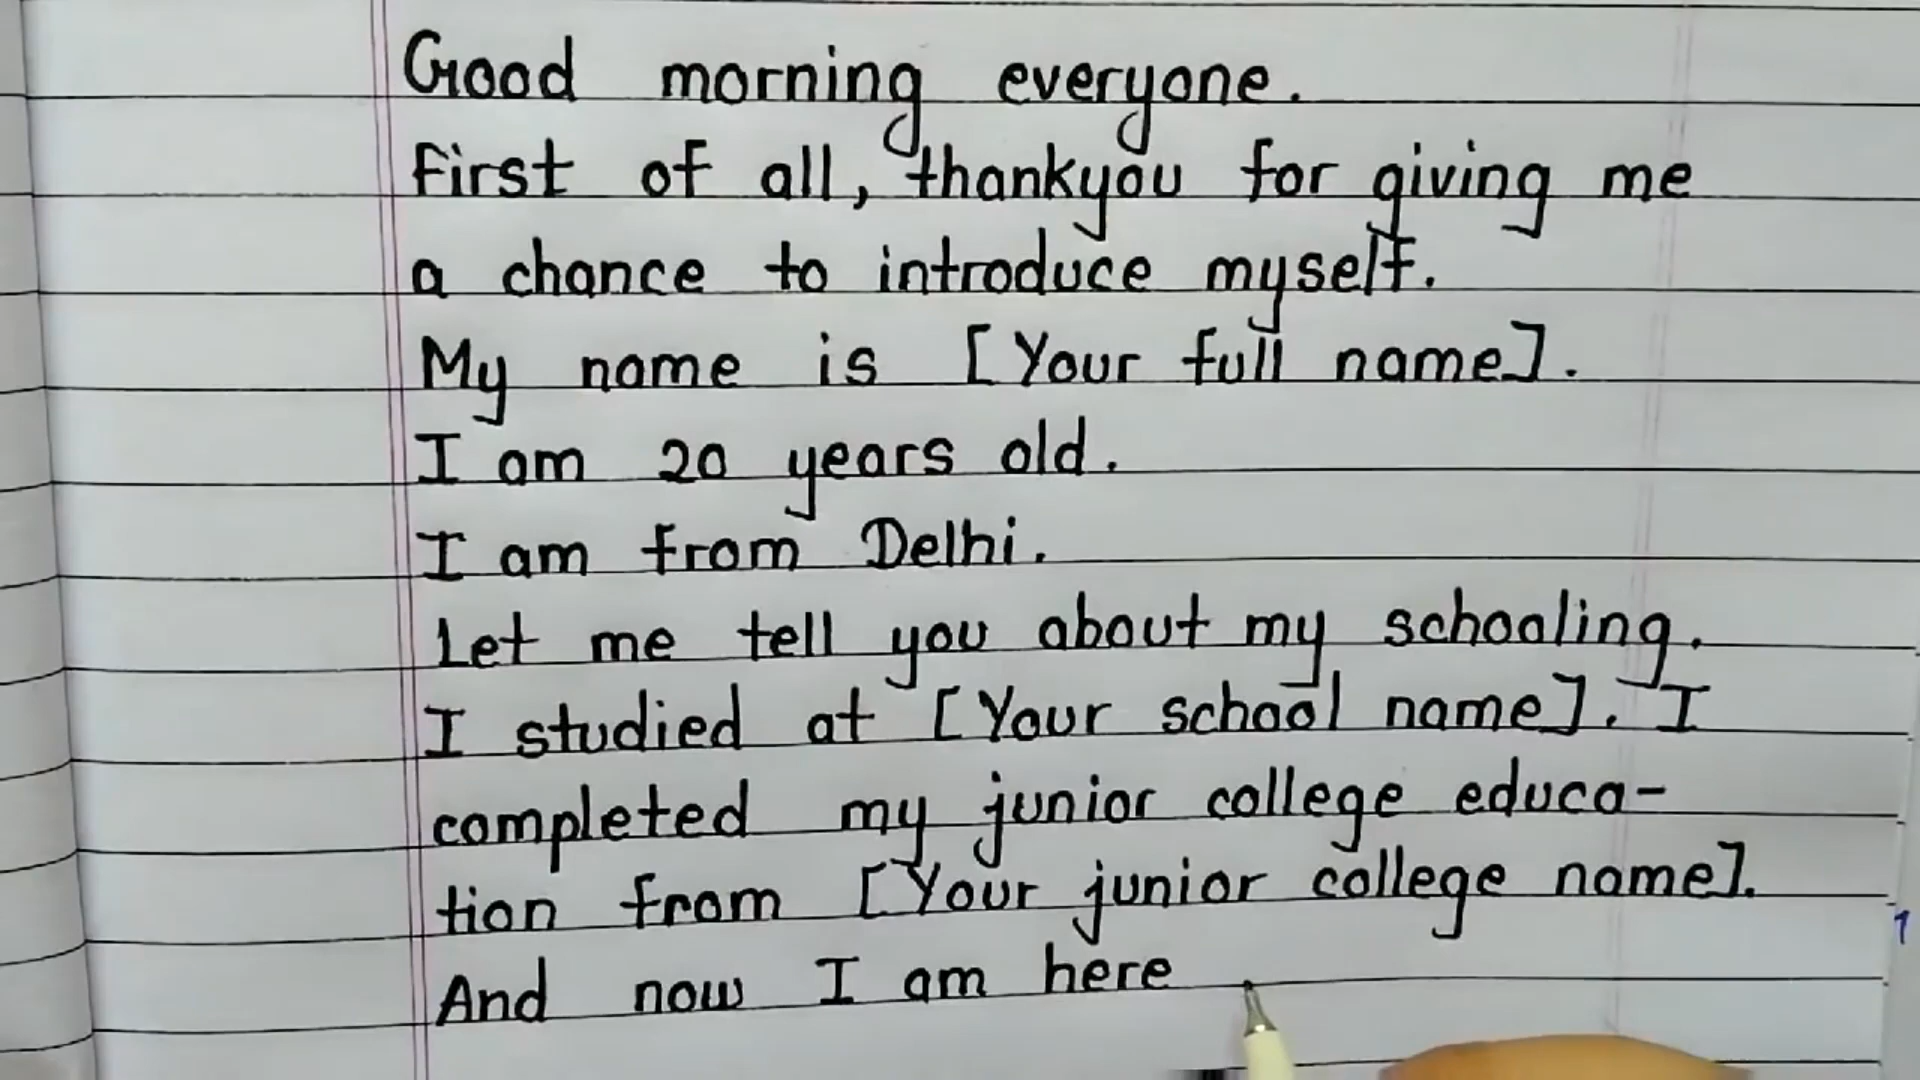 Good morning everyone.
First of all, thankyou for giving me
a chance to introduce myself.
My name is [Your full name].
I am 20 years old.
I am from Delhi.
Let me tell you about my schooling.
I studied at [Your school name]. I
completed my junior college educa-
tion from [Your junior college name].
And now I am here